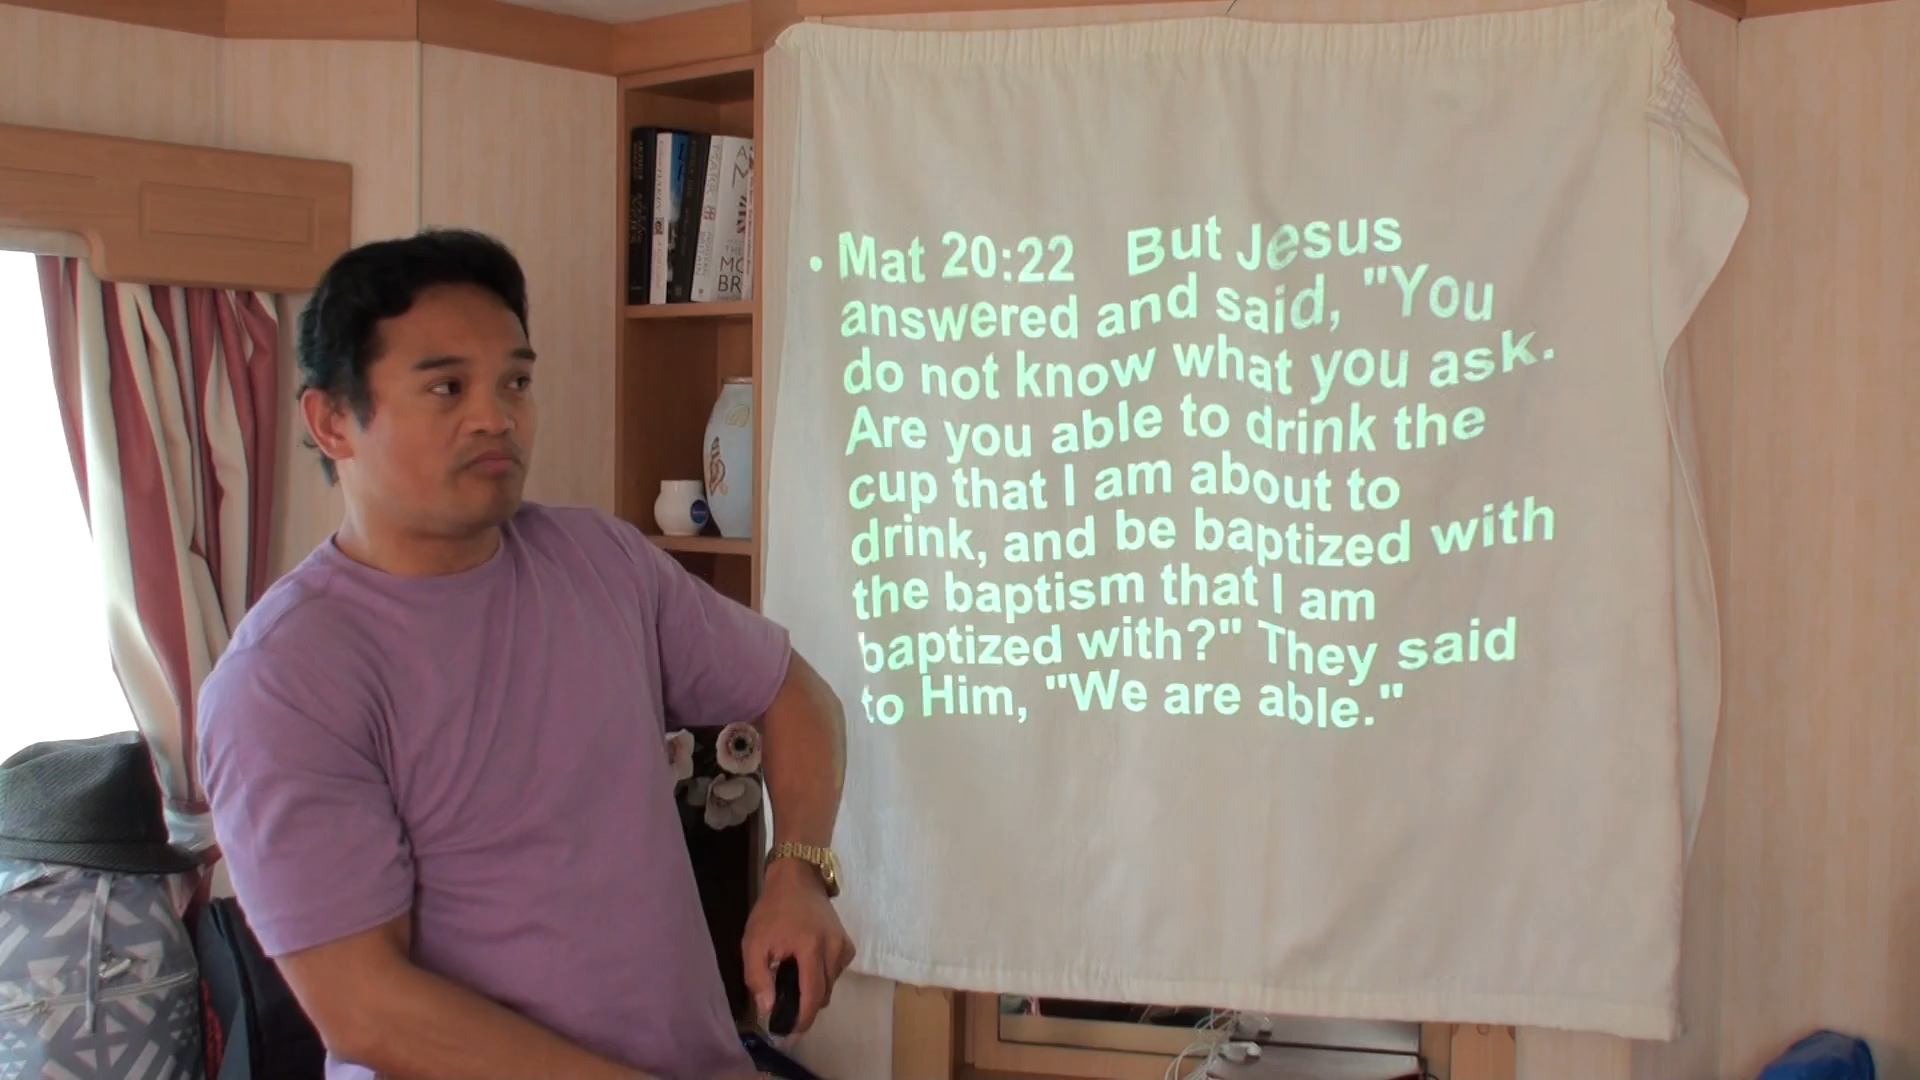 • Mat 20:22 But Jesus
answered and said, "You
do not know what you ask.
Are you able to drink the
cup that I am about to
drink, and be baptized with
the baptism that I am
baptized with?" They said
to Him, "We are able."